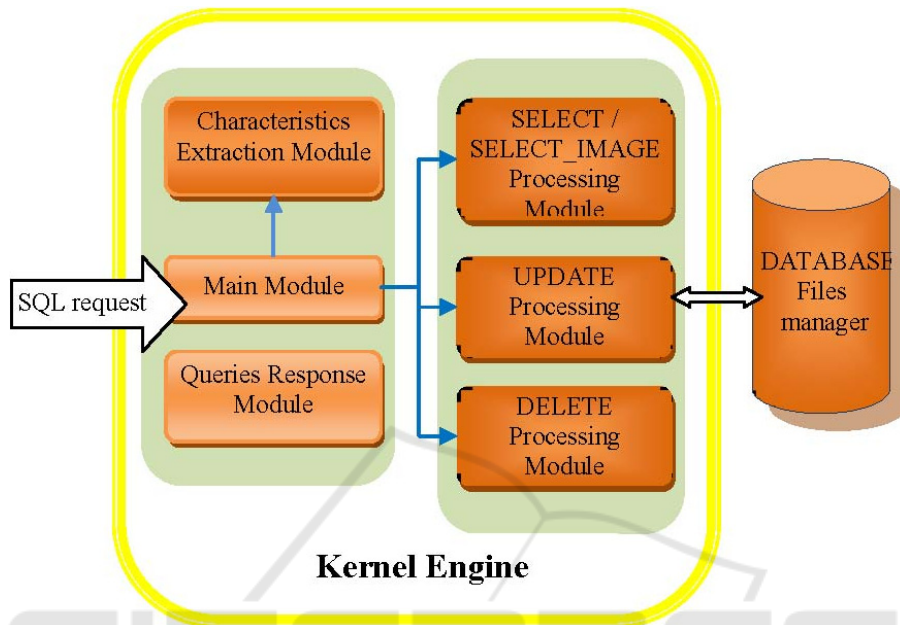 Characteristics
Extraction Module
SQL request
Main Module
Queries Response
Module
SELECT /
SELECT_IMAGE
Processing
Module
UPDATE
Processing
Module
DELETE
Processing
Module
DATABASE
Files
manager
Kernel Engine